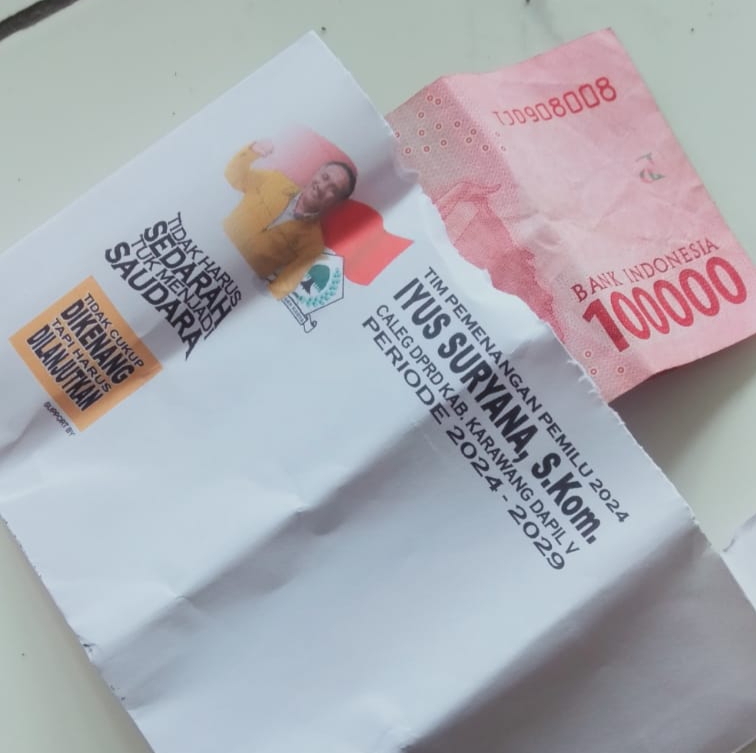 TIDAK HARUS
SEDARAH
TUK MENJADI
SAUDARA
TIDAK CUKUP
DIKENANG
TAPI HARUS
DILANJUTKAN
SUPPORT BY
TIM PEMENANGAN PEMILU 2024
IYUS SURYANA, S.Kom.
CALEG DPRD KAB. KARAWANG DAPIL V
PERIODE 2024 - 2029
TJD908008
BANK INDONESIA
100000